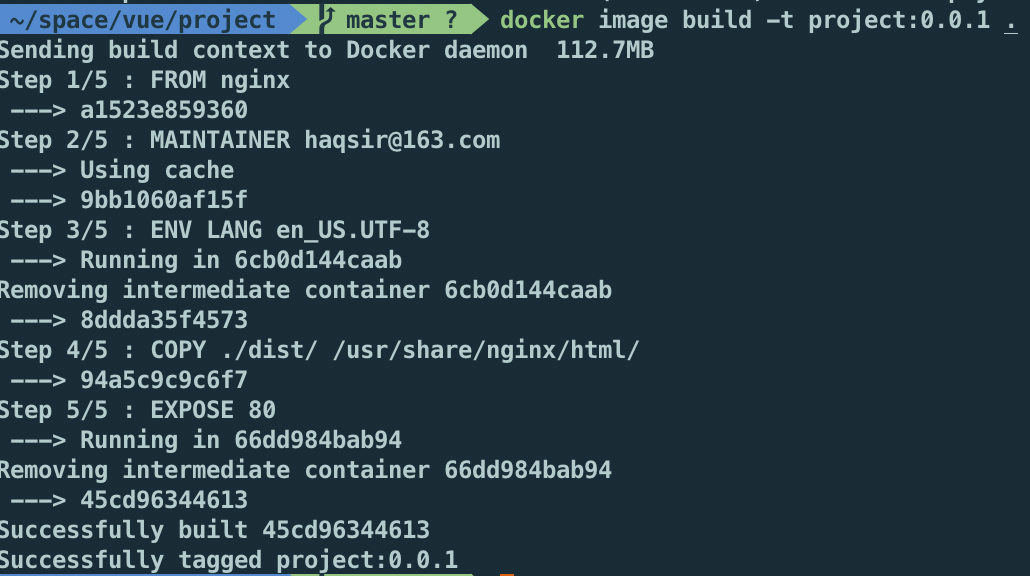 ~/space/vue/project master ? docker image build -t project:0.0.1 .
Sending build context to Docker daemon  112.7MB
Step 1/5 : FROM nginx
 ---> a1523e859360
Step 2/5 : MAINTAINER haqsir@163.com
 ---> Using cache
 ---> 9bb1060af15f
Step 3/5 : ENV LANG en_US.UTF-8
 ---> Running in 6cb0d144caab
Removing intermediate container 6cb0d144caab
 ---> 8ddda35f4573
Step 4/5 : COPY ./dist/ /usr/share/nginx/html/
 ---> 94a5c9c9c6f7
Step 5/5 : EXPOSE 80
 ---> Running in 66dd984bab94
Removing intermediate container 66dd984bab94
 ---> 45cd96344613
Successfully built 45cd96344613
Successfully tagged project:0.0.1